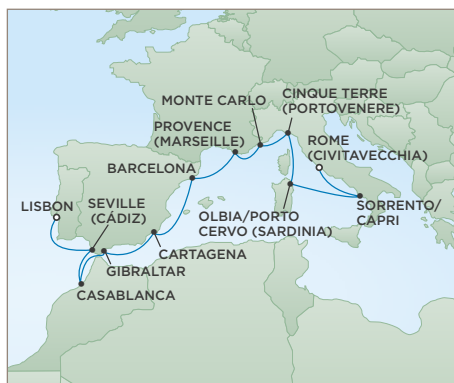 CINQUE TERRE
(PORTOVENERE)
MONTE CARLO
PROVENCE
(MARSEILLE)
ROME
(CIVITAVECCHIA)
BARCELONA
LISBON
SEVILLE
(CÁDIZ)
OLBIA/PORTO
CERVO (SARDINIA)
SORRENTO/
CAPRI
CARTAGENA
GIBRALTAR
CASABLANCA